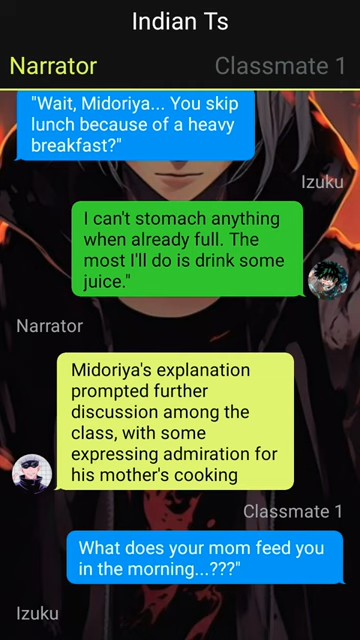 Indian Ts
Narrator
Classmate 1
"Wait, Midoriya... You skip
lunch because of a heavy
breakfast?"
Izuku
I can't stomach anything
when already full. The
most I'll do is drink some
juice."
Narrator
Midoriya's explanation
prompted further
discussion among the
class, with some
expressing admiration for
his mother's cooking
Classmate 1
What does your mom feed you
in the morning...???"
Izuku